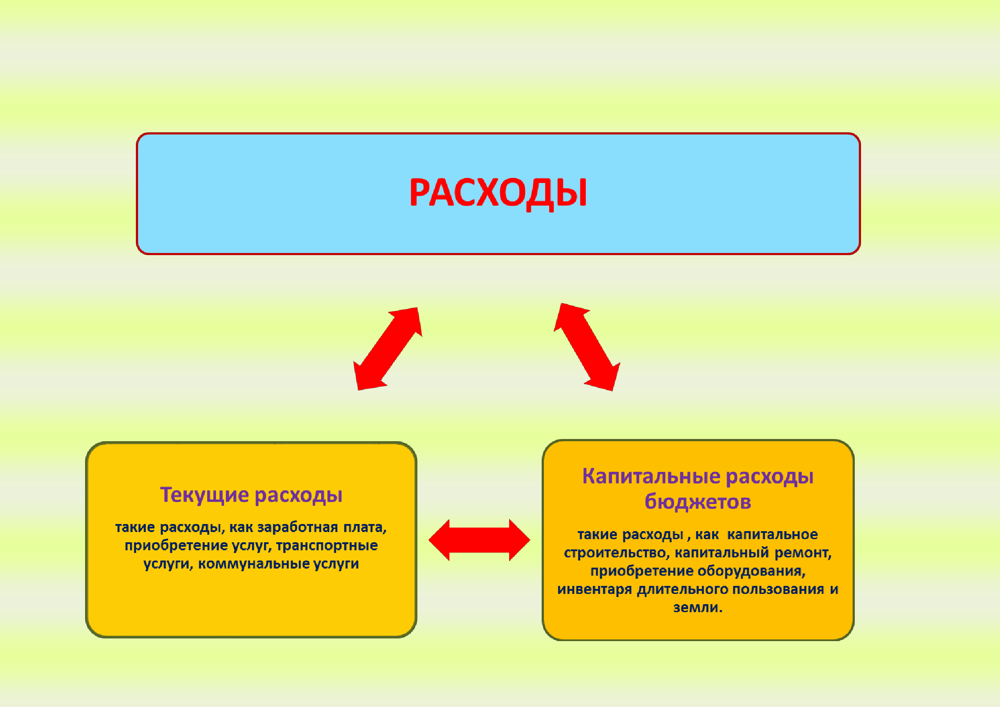 РАСХОДЫ
Текущие расходы
такие расходы, как заработная плата,
приобретение услуг, транспортные
услуги, коммунальные услуги
Капитальные расходы
бюджетов
такие расходы , как  капитальное
строительство, капитальный ремонт,
приобретение оборудования,
инвентаря длительного пользования и
земли.